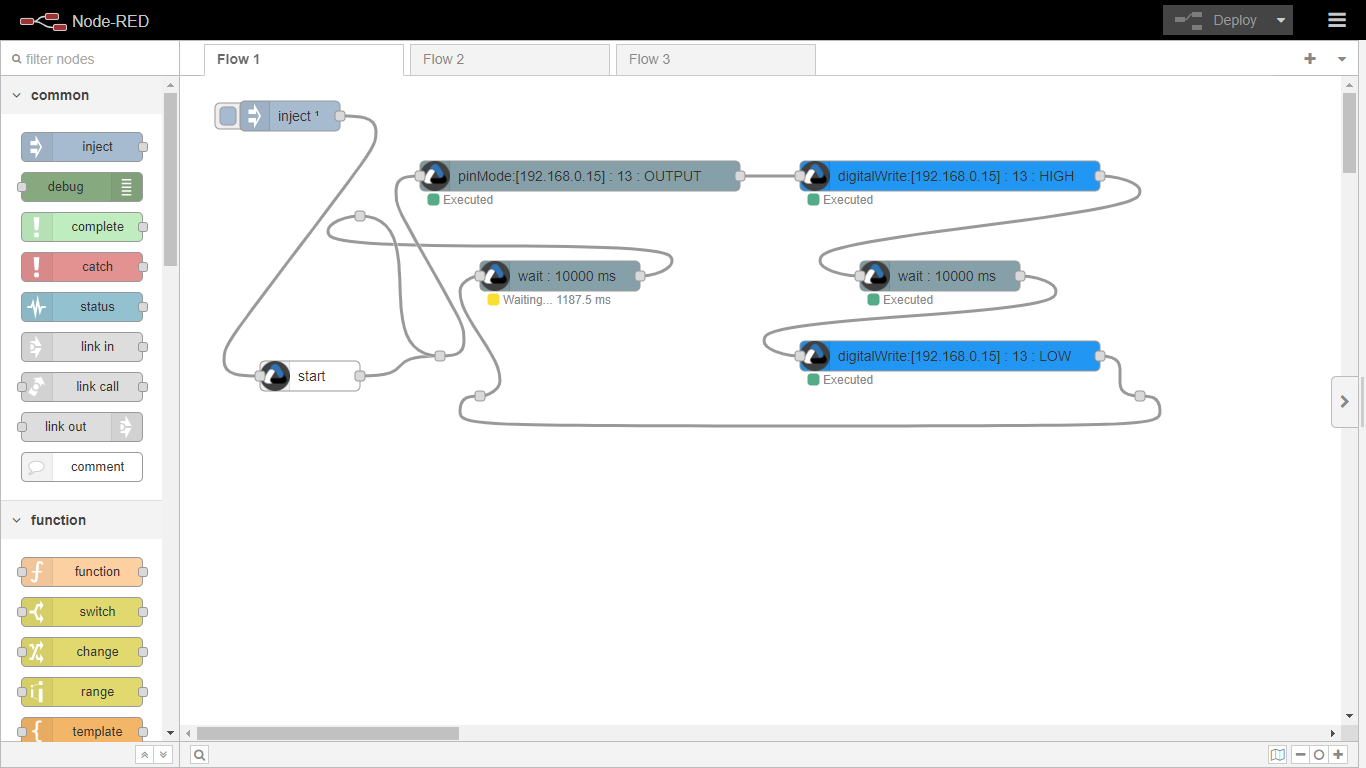 Node-RED
Deploy
filter nodes
Flow 1
Flow 2
Flow 3
common
inject
debug
complete
catch
status
link in
link call
link out
comment
function
function
switch
change
range
template
inject ¹
pinMode:[192.168.0.15] : 13 : OUTPUT
Executed
digitalWrite:[192.168.0.15] : 13 : HIGH
Executed
wait : 10000 ms
Waiting... 1187.5 ms
wait : 10000 ms
Executed
start
digitalWrite:[192.168.0.15] : 13 : LOW
Executed